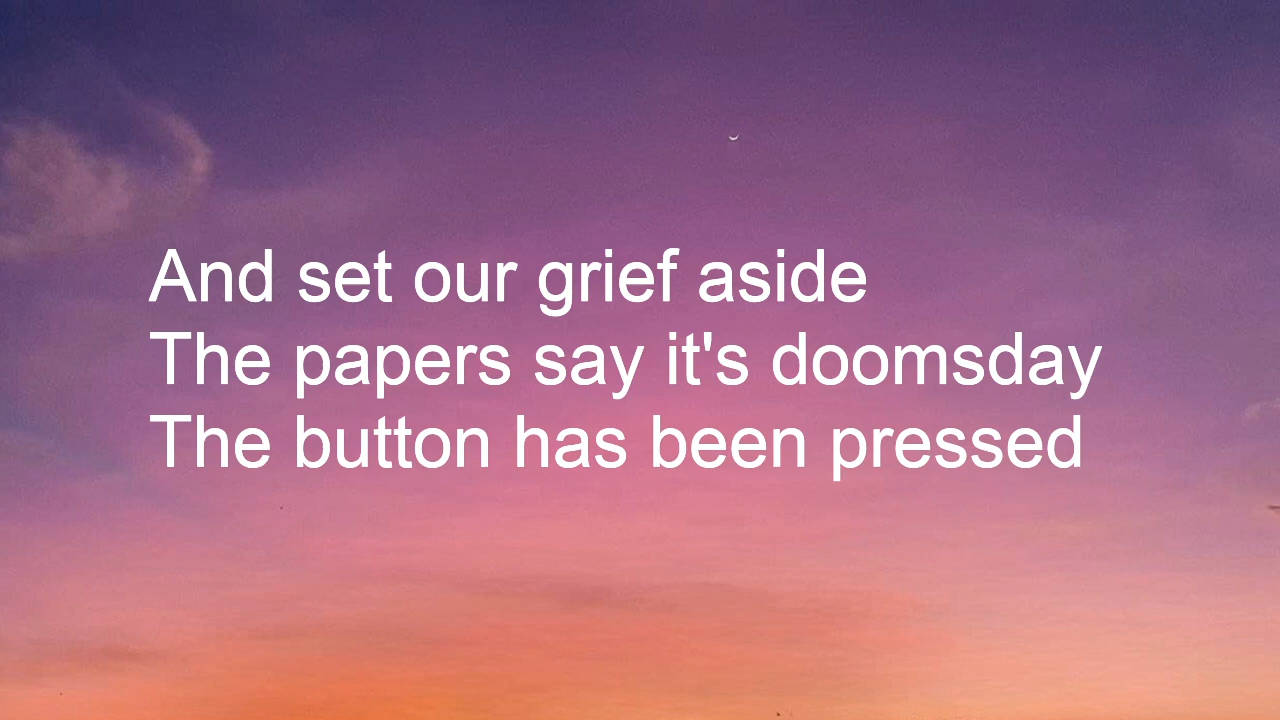 And set our grief aside
The papers say it's doomsday
The button has been pressed